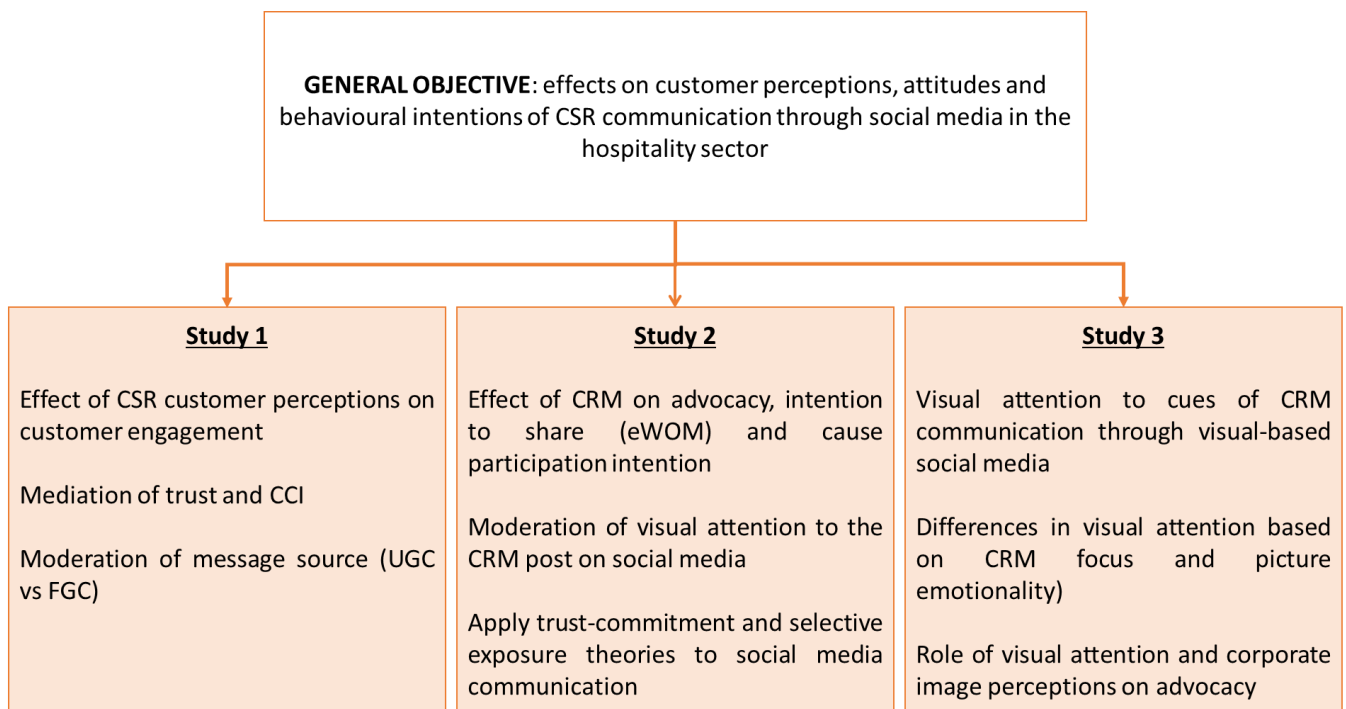 GENERAL OBJECTIVE: effects on customer perceptions, attitudes and
behavioural intentions of CSR communication through social media in the
hospitality sector
Study 1
Effect of CSR customer perceptions on
customer engagement
Mediation of trust and CCI
Moderation of message source (UGC
vs FGC)
Study 2
Effect of CRM on advocacy, intention
to share (eWOM) and cause
participation intention
Moderation of visual attention to the
CRM post on social media
Apply trust-commitment and selective
exposure theories to social media
communication
Study 3
Visual attention to cues of CRM
communication through visual-based
social media
Differences in visual attention based
on CRM focus and picture
emotionality)
Role of visual attention and corporate
image perceptions on advocacy